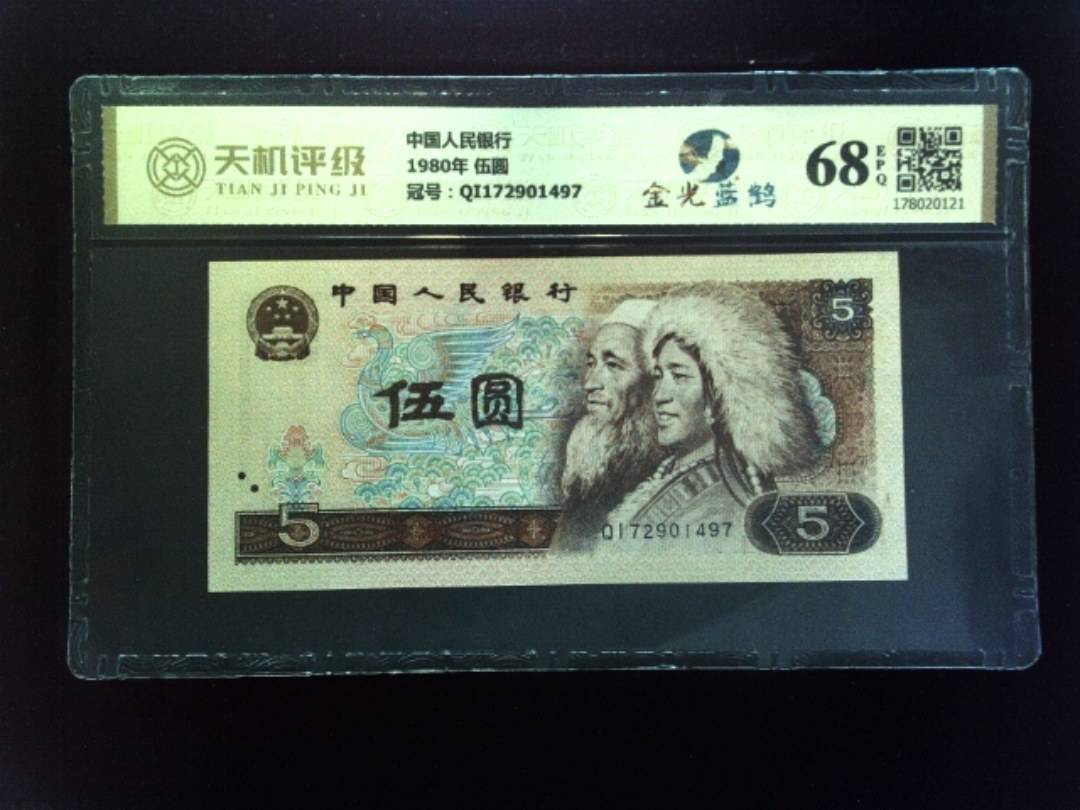 天机评级
TIAN JI PING JI
中国人民银行
1980年 伍圆
冠号：QI172901497
金光蓝鹤
68
EPQ
178020121
中国人民银行
5
伍圆
5
QI72901497
5